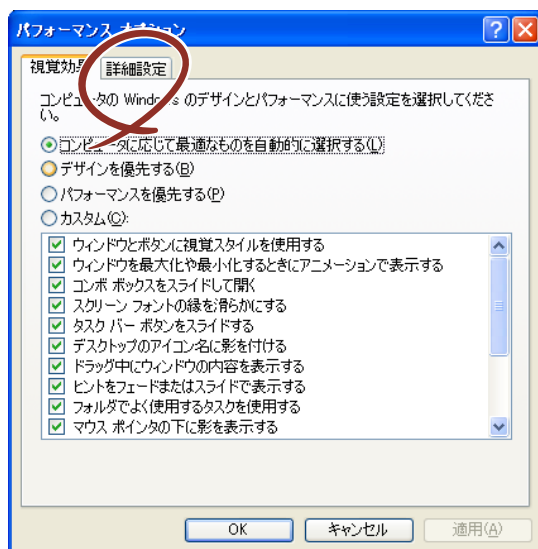 パフォーマンス オプション
視覚効果 詳細設定
コンピュータの Windows のデザインとパフォーマンスに使う設定を選択してくださ
い。
コンピュータに応じて最適なものを自動的に選択する(L)
デザインを優先する(B)
パフォーマンスを優先する(P)
カスタム(C):
ウィンドウとボタンに視覚スタイルを使用する
ウィンドウを最大化や最小化するときにアニメーションで表示する
コンボ ボックスをスライドして開く
スクリーン フォントの縁を滑らかにする
タスク バー ボタンをスライドする
デスクトップのアイコン名に影を付ける
ドラッグ中にウィンドウの内容を表示する
ヒントをフェードまたはスライドで表示する
フォルダでよく使用するタスクを使用する
マウス ポインタの下に影を表示する
OK キャンセル 適用(A)